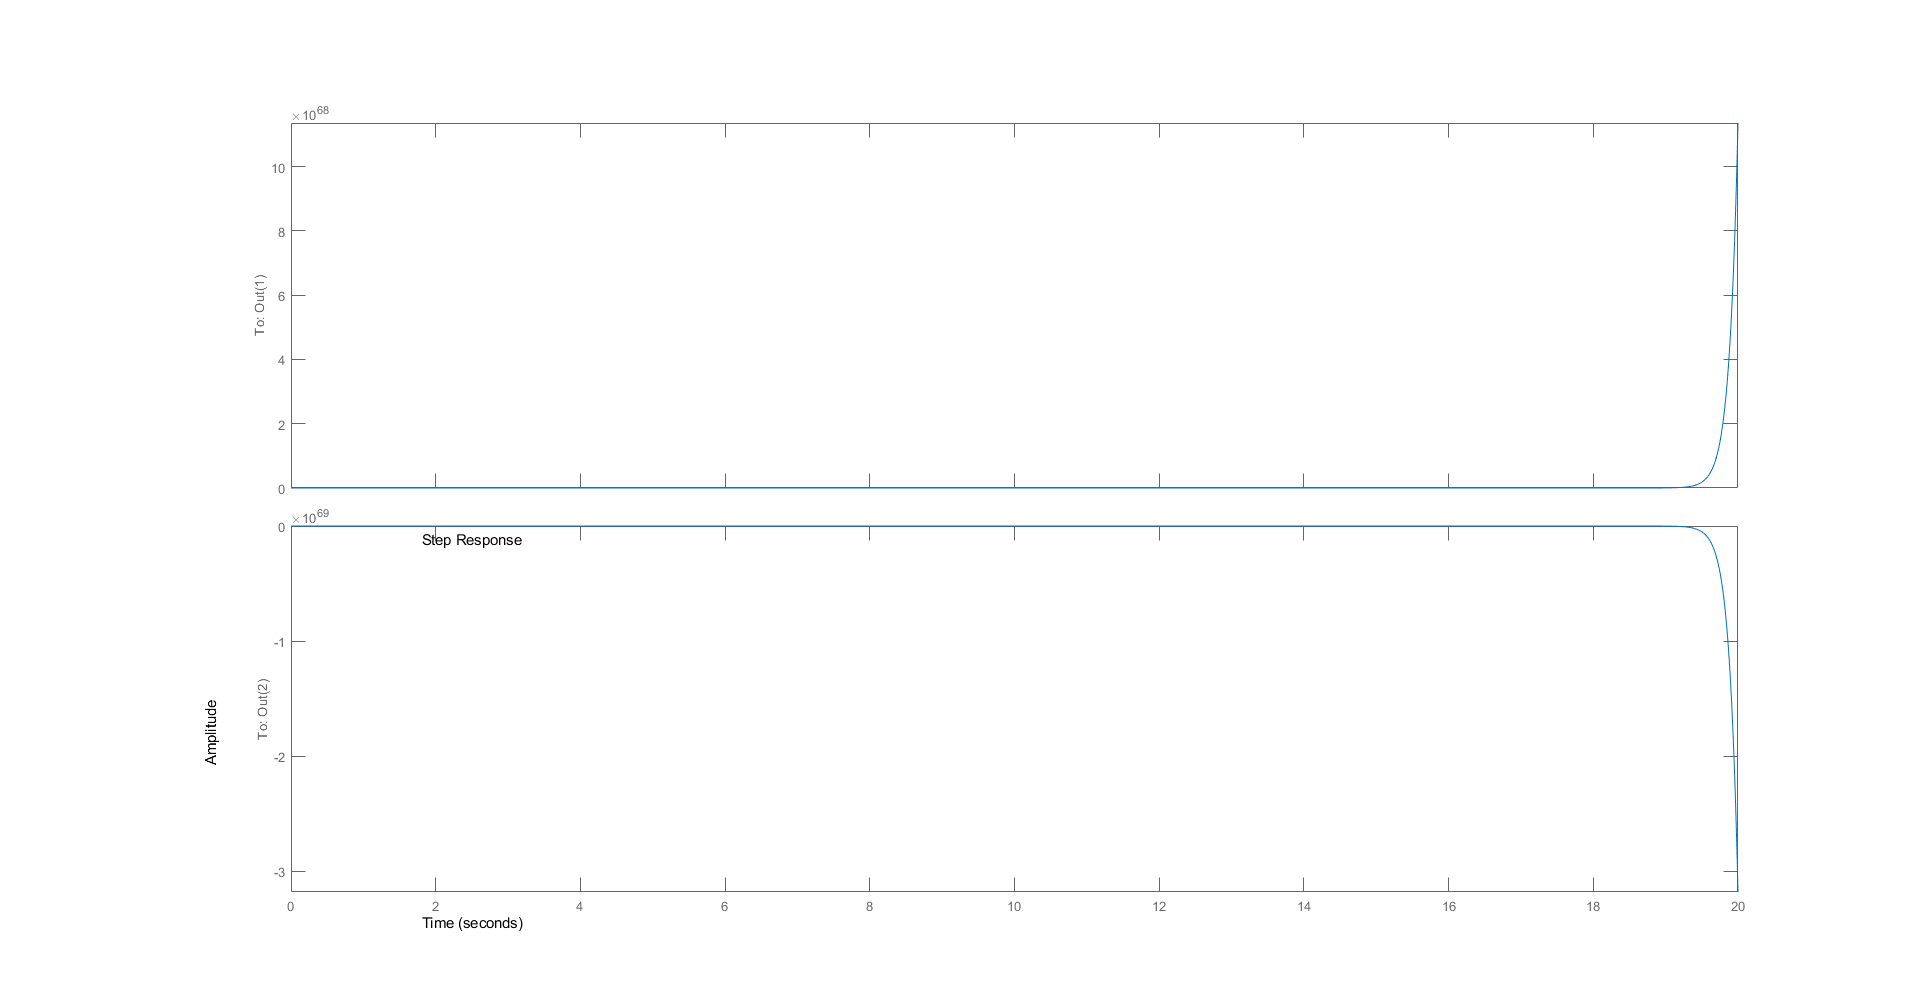 ×10^68
10
8
6
4
2
0
To: Out(1)
×10^69
0
-1
-2
-3
To: Out(2)
Step Response
Amplitude
0 2 4 6 8 10 12 14 16 18 20
Time (seconds)